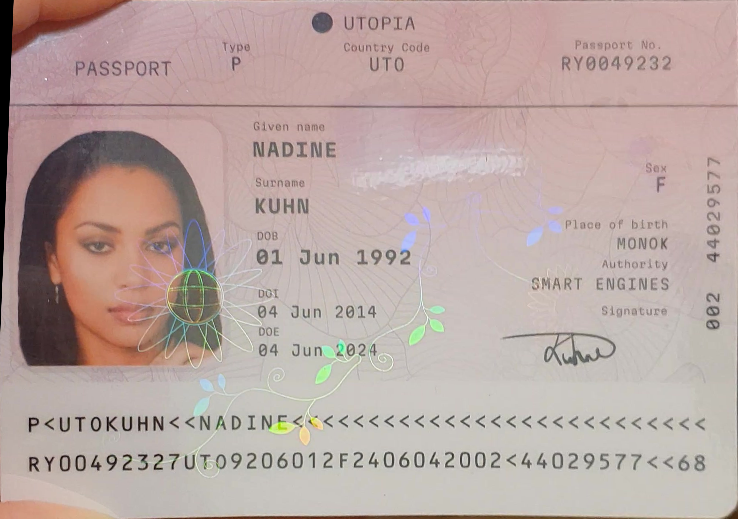 UTOPIA
PASSPORT
Type
P
Country Code
UTO
Passport No.
RY0049232
Given name
NADINE
Surname
KUHN
DOB
01 Jun 1992
DGI
04 Jun 2014
DOE
04 Jun 2024
Sex
F
Place of birth
MONOK
Authority
SMART ENGINES
Signature
Kuhne
002 44029577
P<UTOKUHN<<NADINE<<<<<<<<<<<<<<<<<<<<<<<<<<<
RY00492327UTO9206012F2406042002<44029577<<68